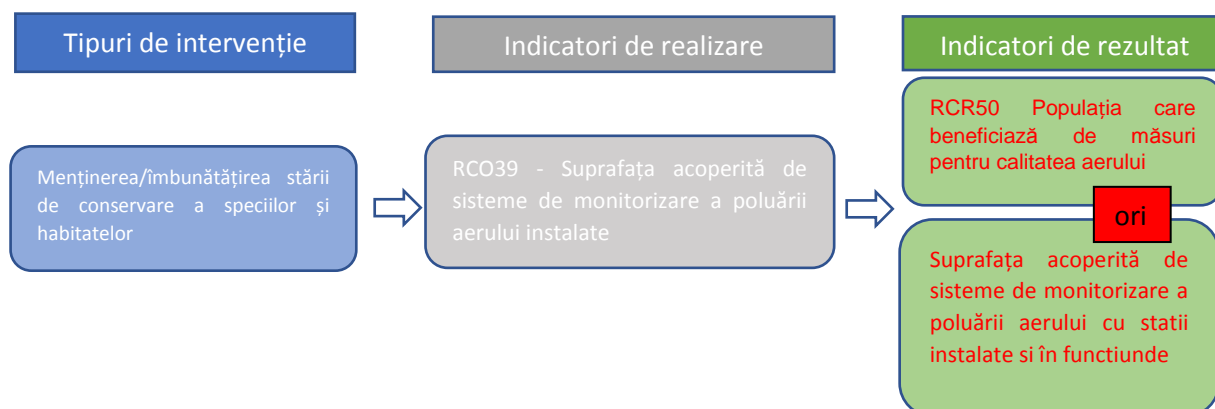 Tipuri de intervenție
Indicatori de realizare
Indicatori de rezultat
Menținerea/îmbunătățirea stării
de conservare a speciilor și
habitatelor
RCO39 - Suprafața acoperită de
sisteme de monitorizare a poluării
aerului instalate
RCR50 Populația care
beneficiază de măsuri
pentru calitatea aerului
ori
Suprafața acoperită de
sisteme de monitorizare a
poluării aerului cu statii
instalate si în functiunde